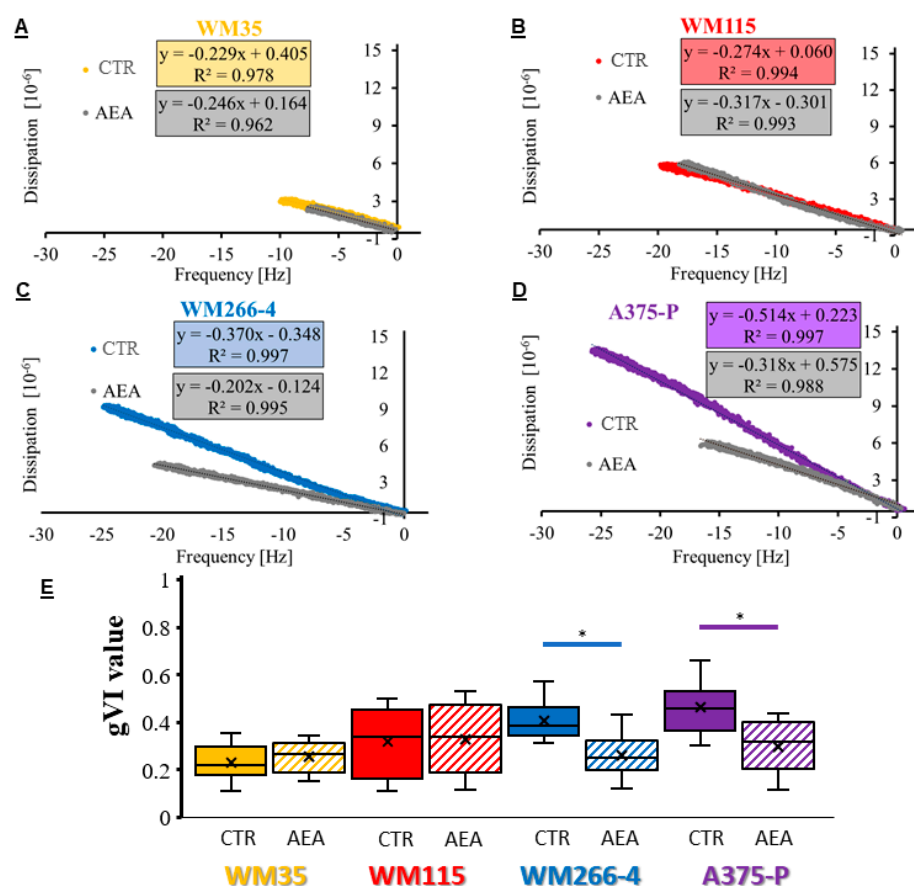 A
WM35
CTR
AEA
y = -0.229x + 0.405
R² = 0.978
y = -0.246x + 0.164
R² = 0.962
Dissipation [10⁻⁶]
15
12
9
6
3
-1
-30 -25 -20 -15 -10 -5 0
Frequency [Hz]
B
WM115
CTR
AEA
y = -0.274x + 0.060
R² = 0.994
y = -0.317x - 0.301
R² = 0.993
Dissipation [10⁻⁶]
15
12
9
6
3
-1
-30 -25 -20 -15 -10 -5 0
Frequency [Hz]
C
WM266-4
CTR
AEA
y = -0.370x - 0.348
R² = 0.997
y = -0.202x - 0.124
R² = 0.995
Dissipation [10⁻⁶]
15
12
9
6
3
-1
-30 -25 -20 -15 -10 -5 0
Frequency [Hz]
D
A375-P
CTR
AEA
y = -0.514x + 0.223
R² = 0.997
y = -0.318x + 0.575
R² = 0.988
Dissipation [10⁻⁶]
15
12
9
6
3
-1
-30 -25 -20 -15 -10 -5 0
Frequency [Hz]
E
gVI value
1
0.8
0.6
0.4
0.2
0
*
*
CTR AEA CTR AEA CTR AEA CTR AEA
WM35 WM115 WM266-4 A375-P